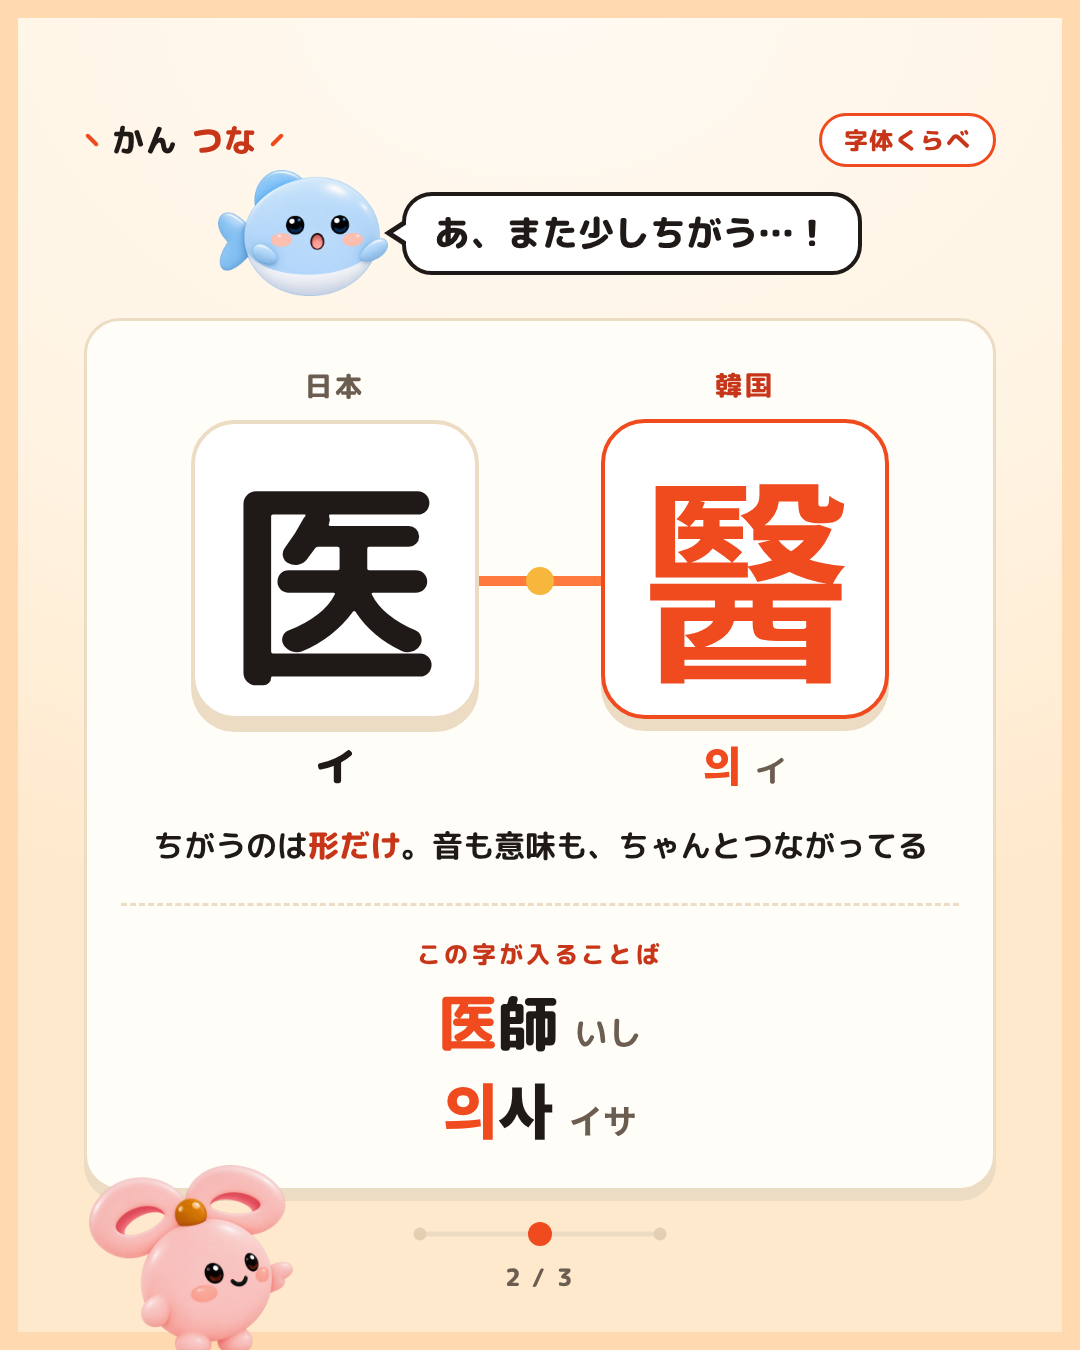 かん つな
字体くらべ
あ、また少しちがう…！
日本
韓国
医
醫
イ
의 イ
ちがうのは形だけ。音も意味も、ちゃんとつながってる
この字が入ることば
医師 いし
의사 イサ
2 / 3